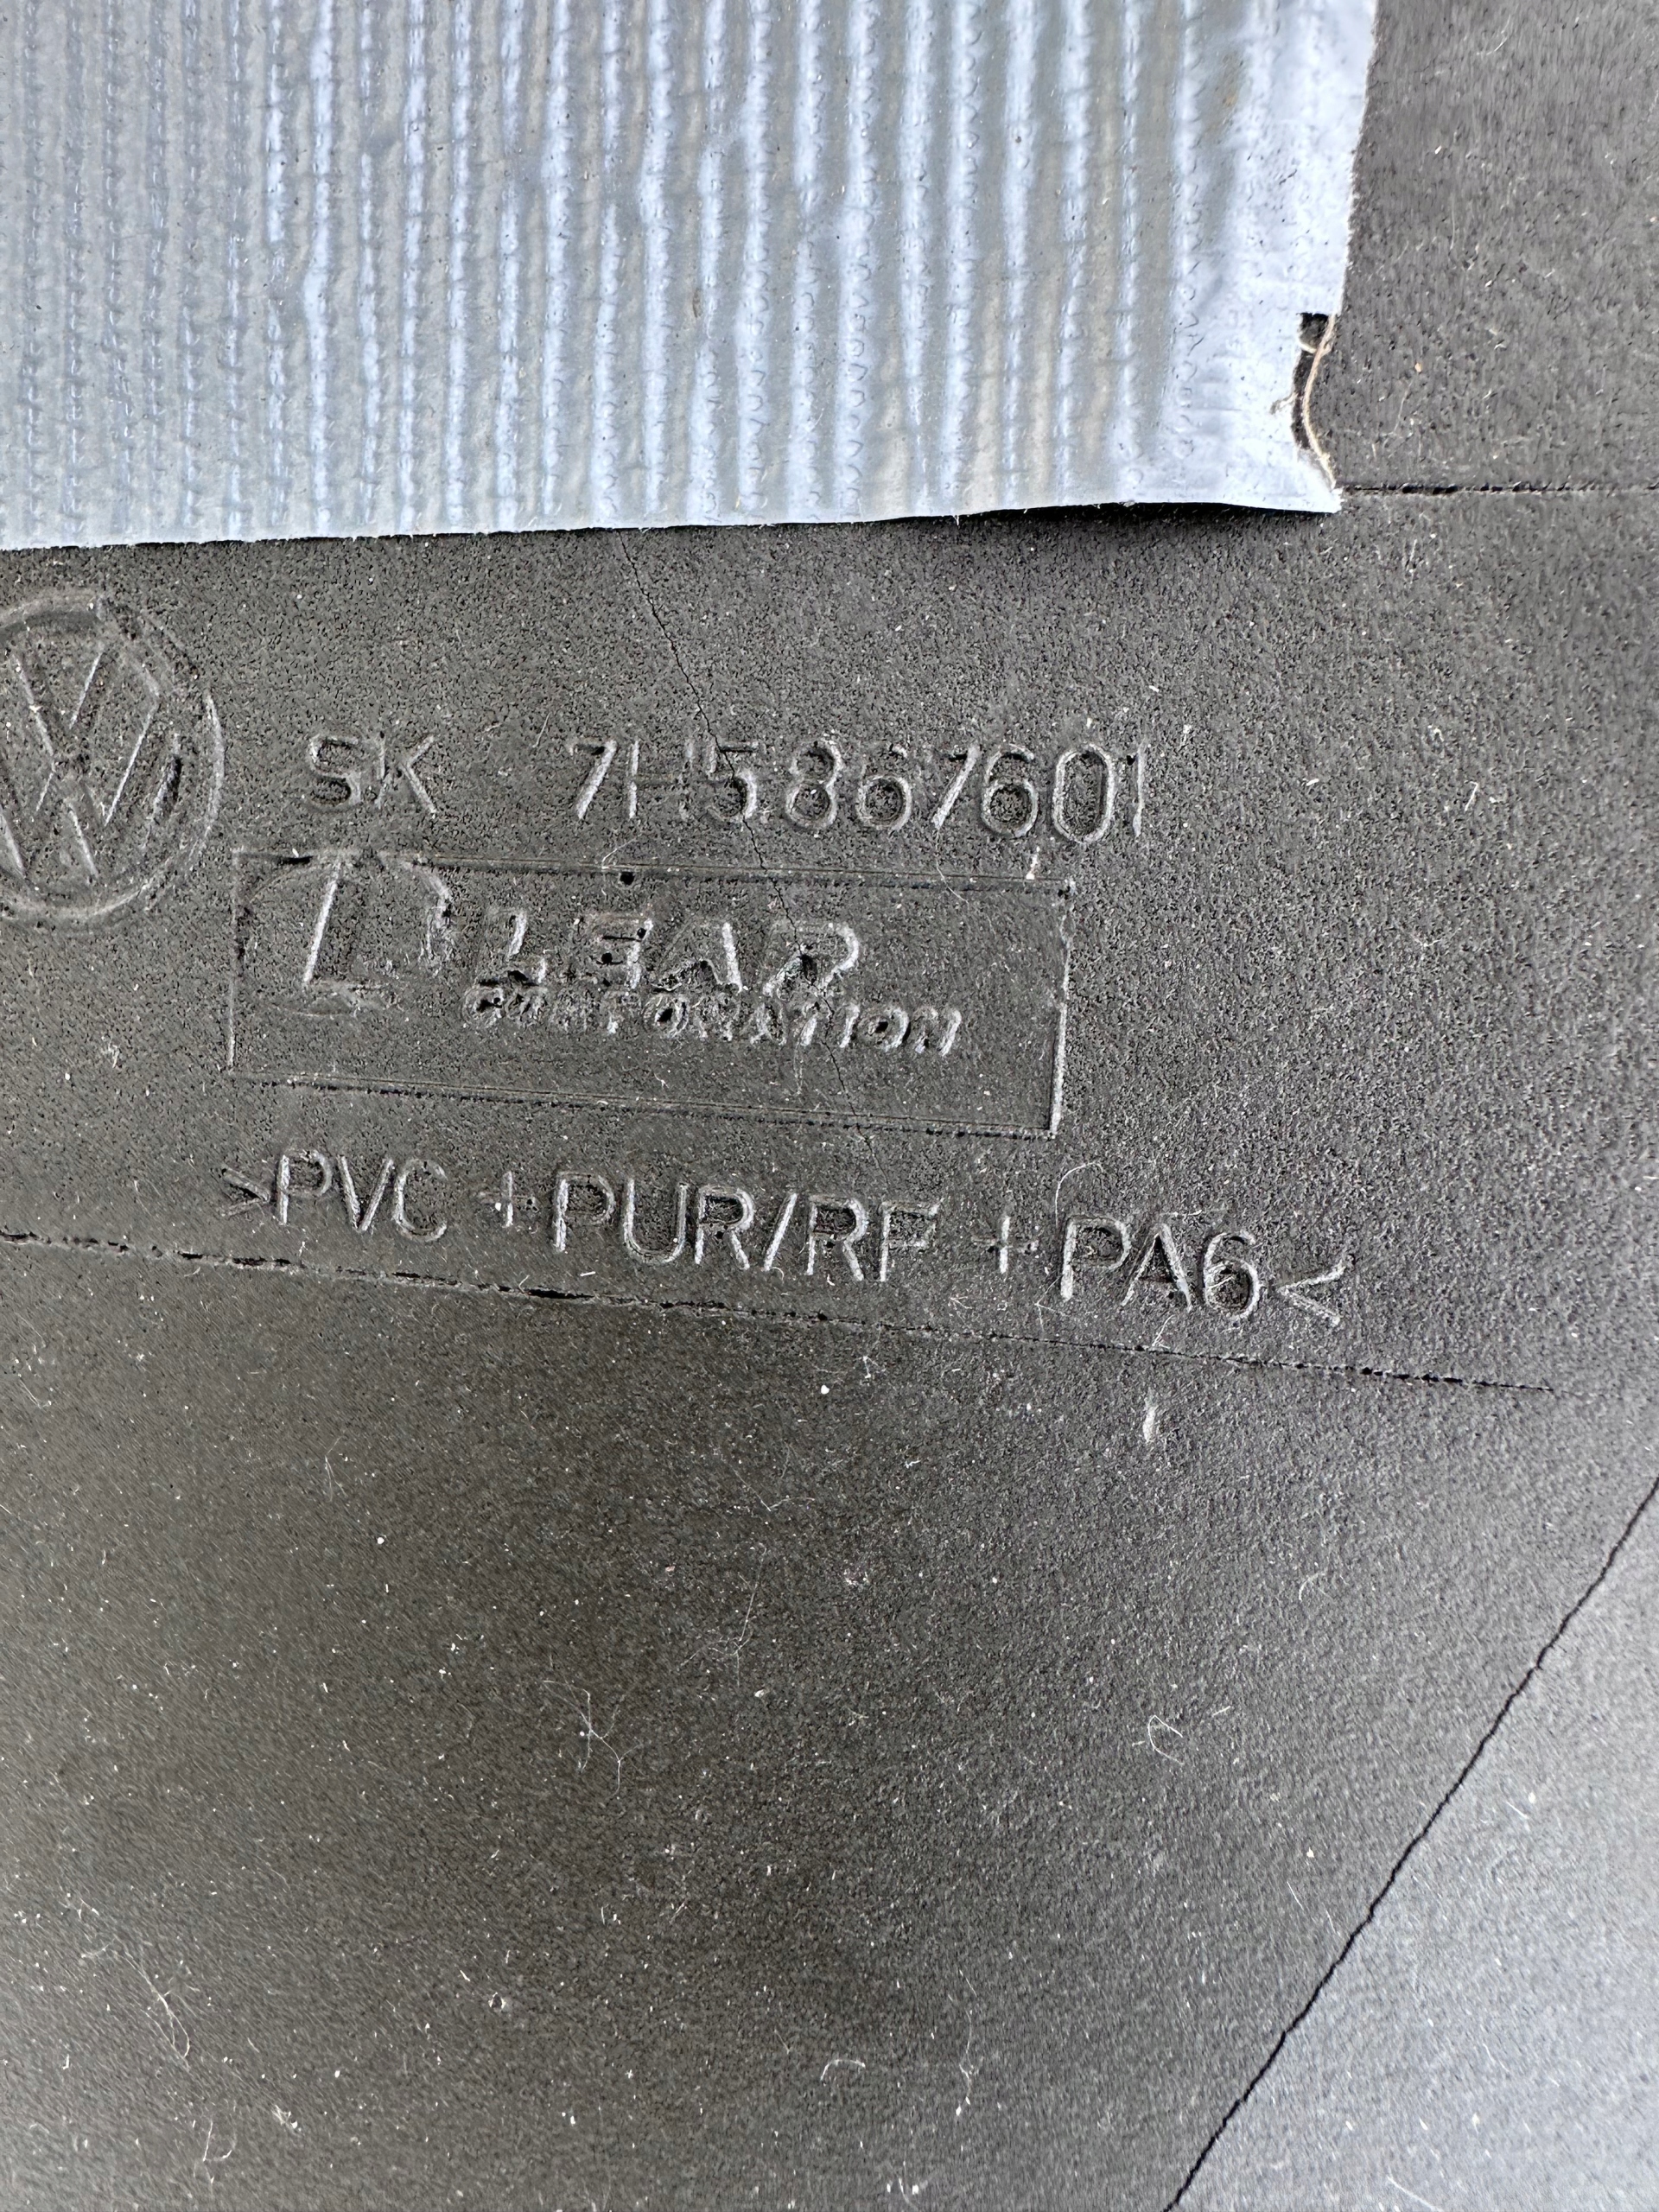 SK 7H5867601
LEAR
CORPORATION
>PVC + PUR/RF + PA6<